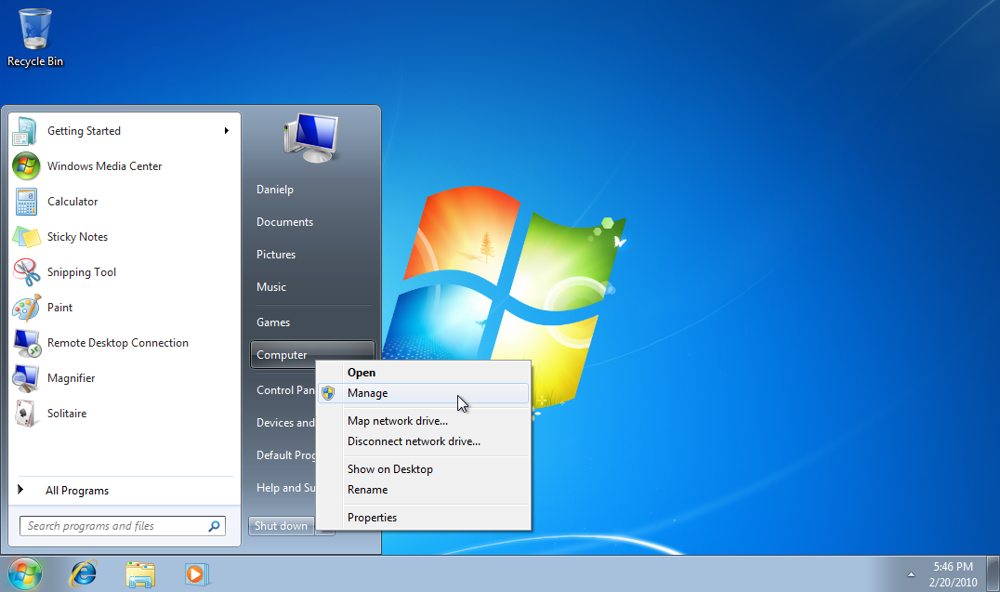 Recycle Bin
Getting Started
Windows Media Center
Calculator
Sticky Notes
Snipping Tool
Paint
Remote Desktop Connection
Magnifier
Solitaire
All Programs
Search programs and files
Danielp
Documents
Pictures
Music
Games
Computer
Control Pan
Devices and
Default Prog
Help and Su
Shut down
Open
Manage
Map network drive...
Disconnect network drive...
Show on Desktop
Rename
Properties
5:46 PM
2/20/2010